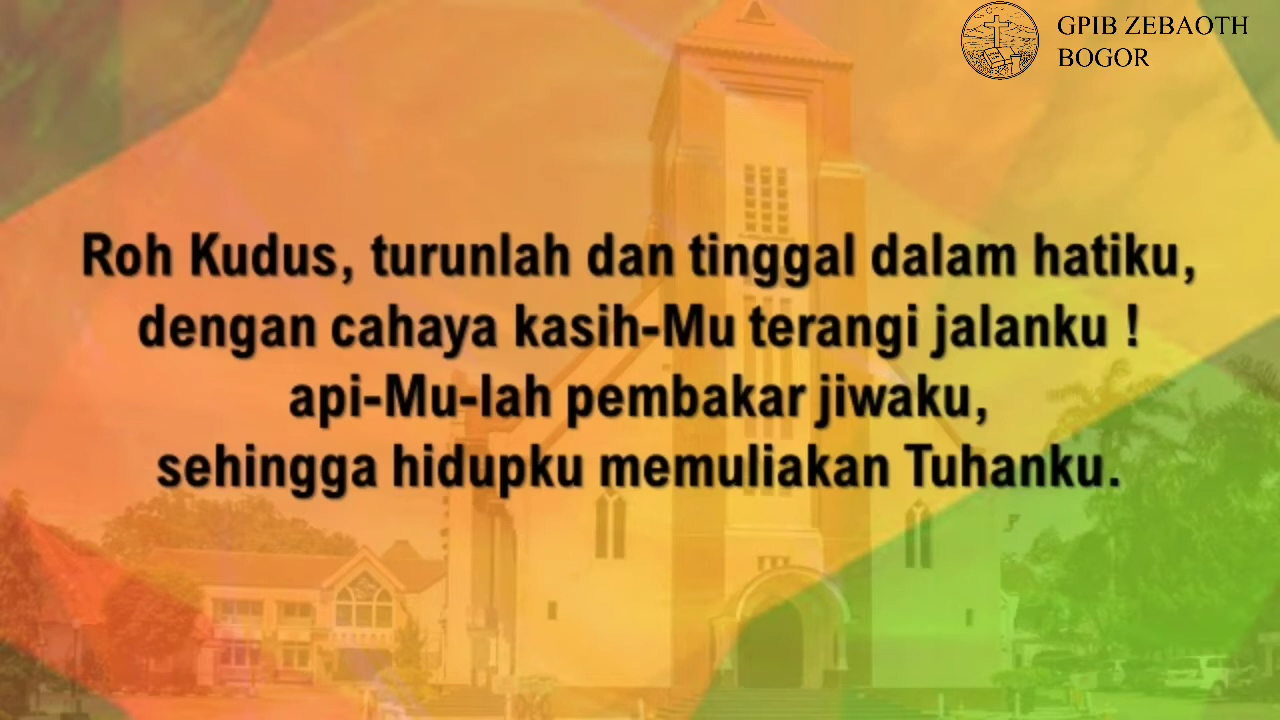 GPIB ZEBAOTH
BOGOR
Roh Kudus, turunlah dan tinggal dalam hatiku,
dengan cahaya kasih-Mu terangi jalanku !
api-Mu-lah pembakar jiwaku,
sehingga hidupku memuliakan Tuhanku.